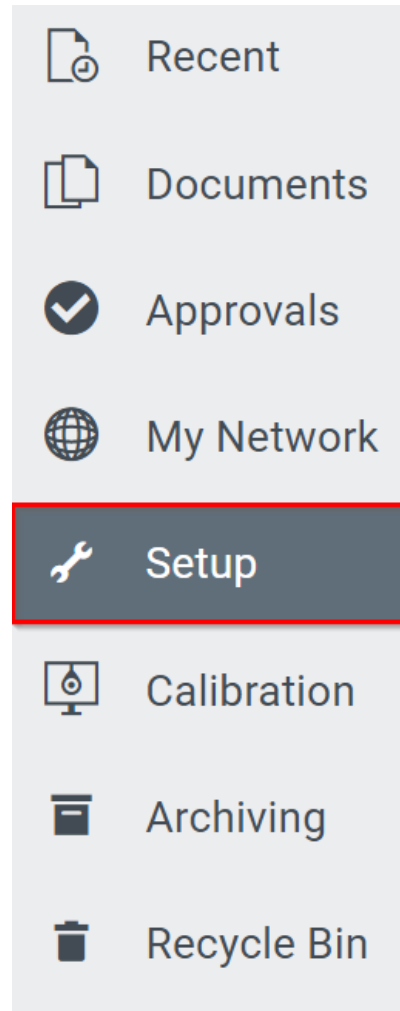 Recent
Documents
Approvals
My Network
Setup
Calibration
Archiving
Recycle Bin